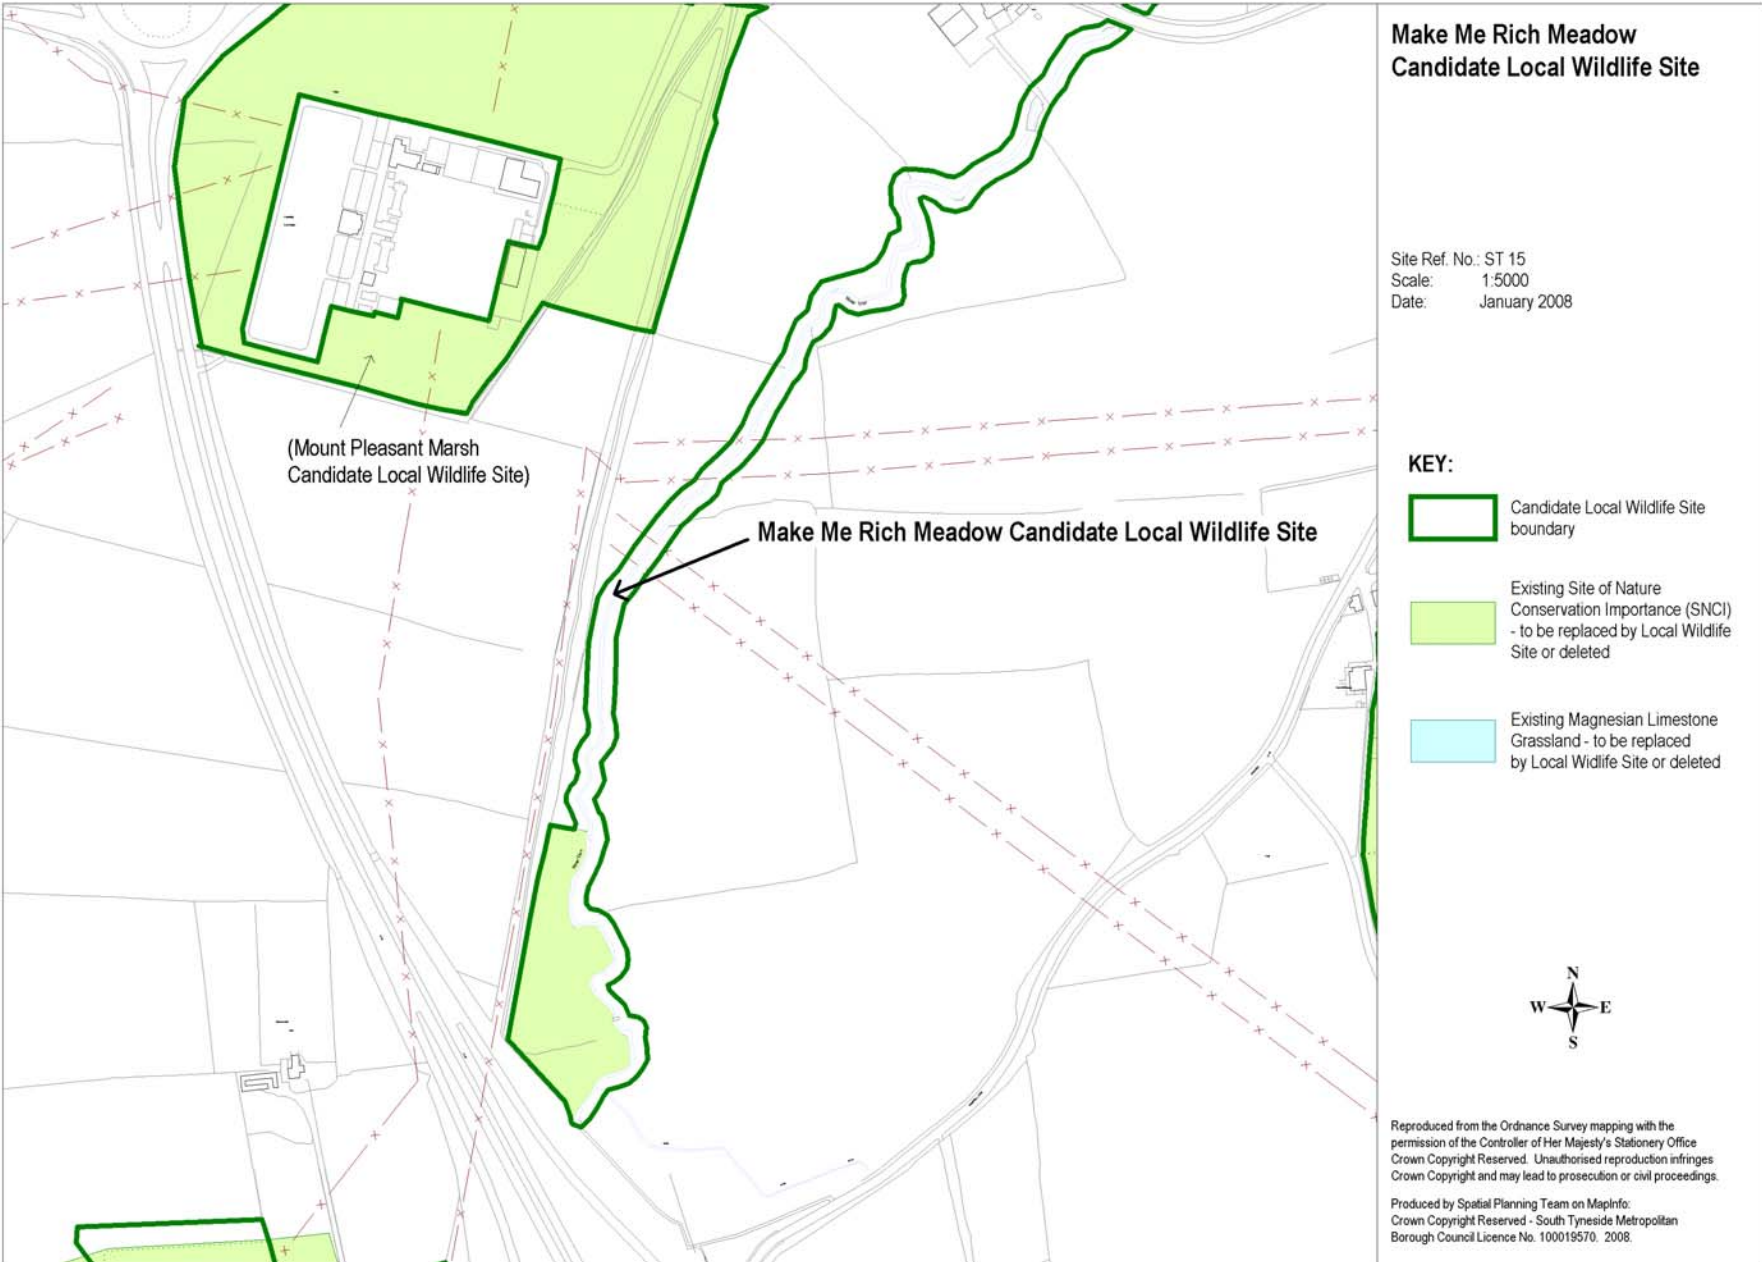 Make Me Rich Meadow
Candidate Local Wildlife Site
Site Ref. No.: ST 15
Scale: 1:5000
Date: January 2008
(Mount Pleasant Marsh
Candidate Local Wildlife Site)
Make Me Rich Meadow Candidate Local Wildlife Site
KEY:
Candidate Local Wildlife Site
boundary
Existing Site of Nature
Conservation Importance (SNCI)
- to be replaced by Local Wildlife
Site or deleted
Existing Magnesian Limestone
Grassland - to be replaced
by Local Widlife Site or deleted
N
W E
S
Reproduced from the Ordnance Survey mapping with the
permission of the Controller of Her Majesty's Stationery Office
Crown Copyright Reserved. Unauthorised reproduction infringes
Crown Copyright and may lead to prosecution or civil proceedings.
Produced by Spatial Planning Team on MapInfo:
Crown Copyright Reserved - South Tyneside Metropolitan
Borough Council Licence No. 100019570. 2008.